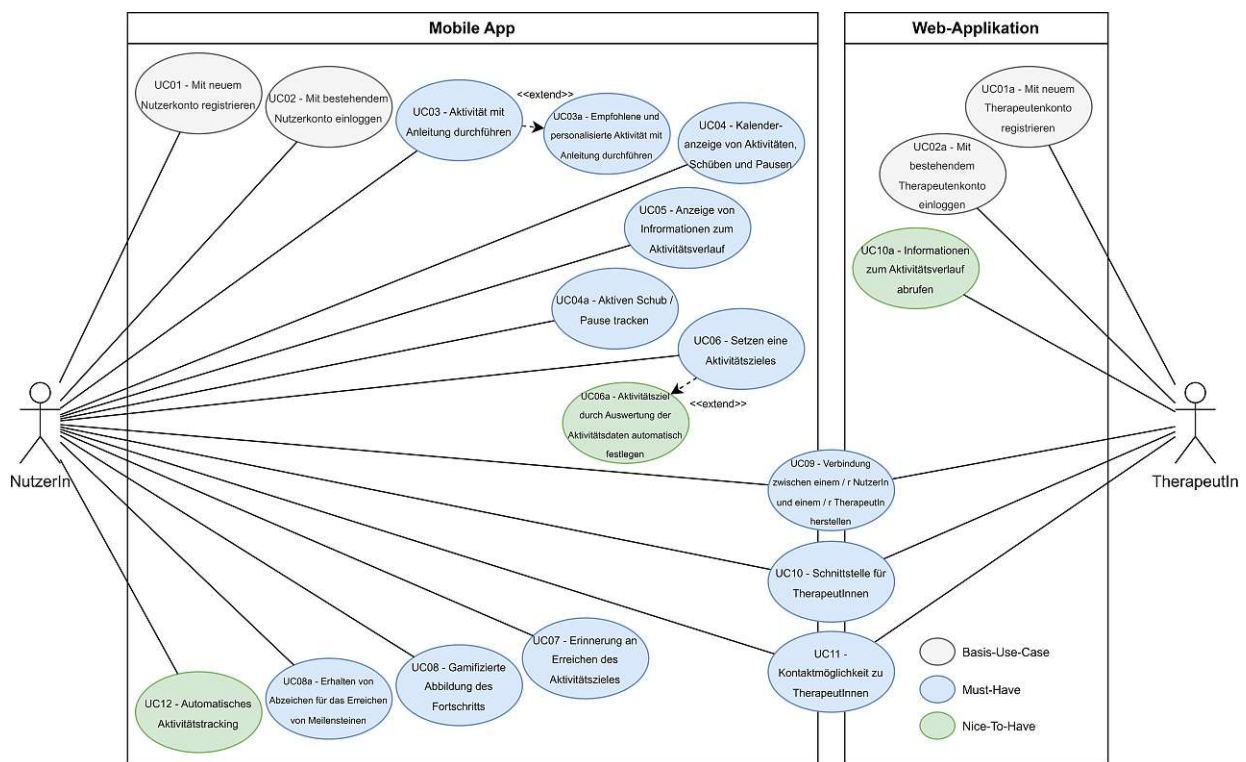 Mobile App
Web-Applikation
UC01 - Mit neuem
Nutzerkonto registrieren
UC02 - Mit bestehendem
Nutzerkonto einloggen
UC03 - Aktivität mit
Anleitung durchführen
<<extend>>
UC03a - Empfohlene und
personalisierte Aktivität mit
Anleitung durchführen
UC04 - Kalender-
anzeige von Aktivitäten,
Schüben und Pausen
UC01a - Mit neuem
Therapeutenkonto
registrieren
UC02a - Mit
bestehendem
Therapeutenkonto
einloggen
UC05 - Anzeige von
Infrormationen zum
Aktivitätsverlauf
UC10a - Informationen
zum Aktivitätsverlauf
abrufen
UC04a - Aktiven Schub /
Pause tracken
UC06 - Setzen eine
Aktivitätszieles
<<extend>>
UC06a - Aktivitätsziel
durch Auswertung der
Aktivitätsdaten automatisch
festlegen
NutzerIn
TherapeutIn
UC09 - Verbindung
zwischen einem / r NutzerIn
und einem / r TherapeutIn
herstellen
UC10 - Schnittstelle für
TherapeutInnen
UC11 -
Kontaktmöglichkeit zu
TherapeutInnen
UC07 - Erinnerung an
Erreichen des
Aktivitätszieles
UC08 - Gamifizierte
Abbildung des
Fortschritts
UC08a - Erhalten von
Abzeichen für das Erreichen
von Meilensteinen
UC12 - Automatisches
Aktivitätstracking
Basis-Use-Case
Must-Have
Nice-To-Have